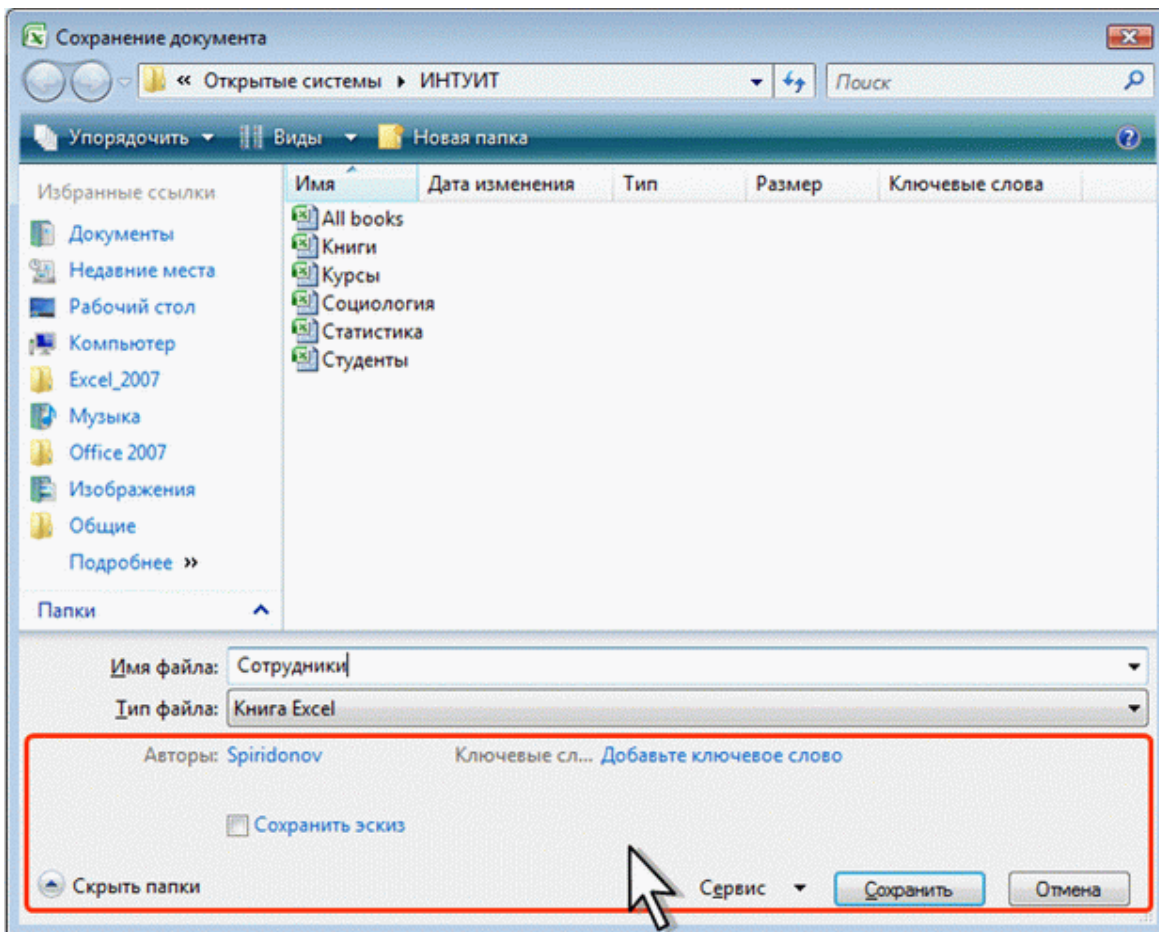 Сохранение документа
« Открытые системы ▸ ИНТУИТ Поиск
Упорядочить Виды Новая папка
Избранные ссылки
Документы
Недавние места
Рабочий стол
Компьютер
Excel_2007
Музыка
Office 2007
Изображения
Общие
Подробнее »
Папки
Имя Дата изменения Тип Размер Ключевые слова
All books
Книги
Курсы
Социология
Статистика
Студенты
Имя файла: Сотрудники
Тип файла: Книга Excel
Авторы: Spiridonov Ключевые сл... Добавьте ключевое слово
Сохранить эскиз
Скрыть папки Сервис Сохранить Отмена